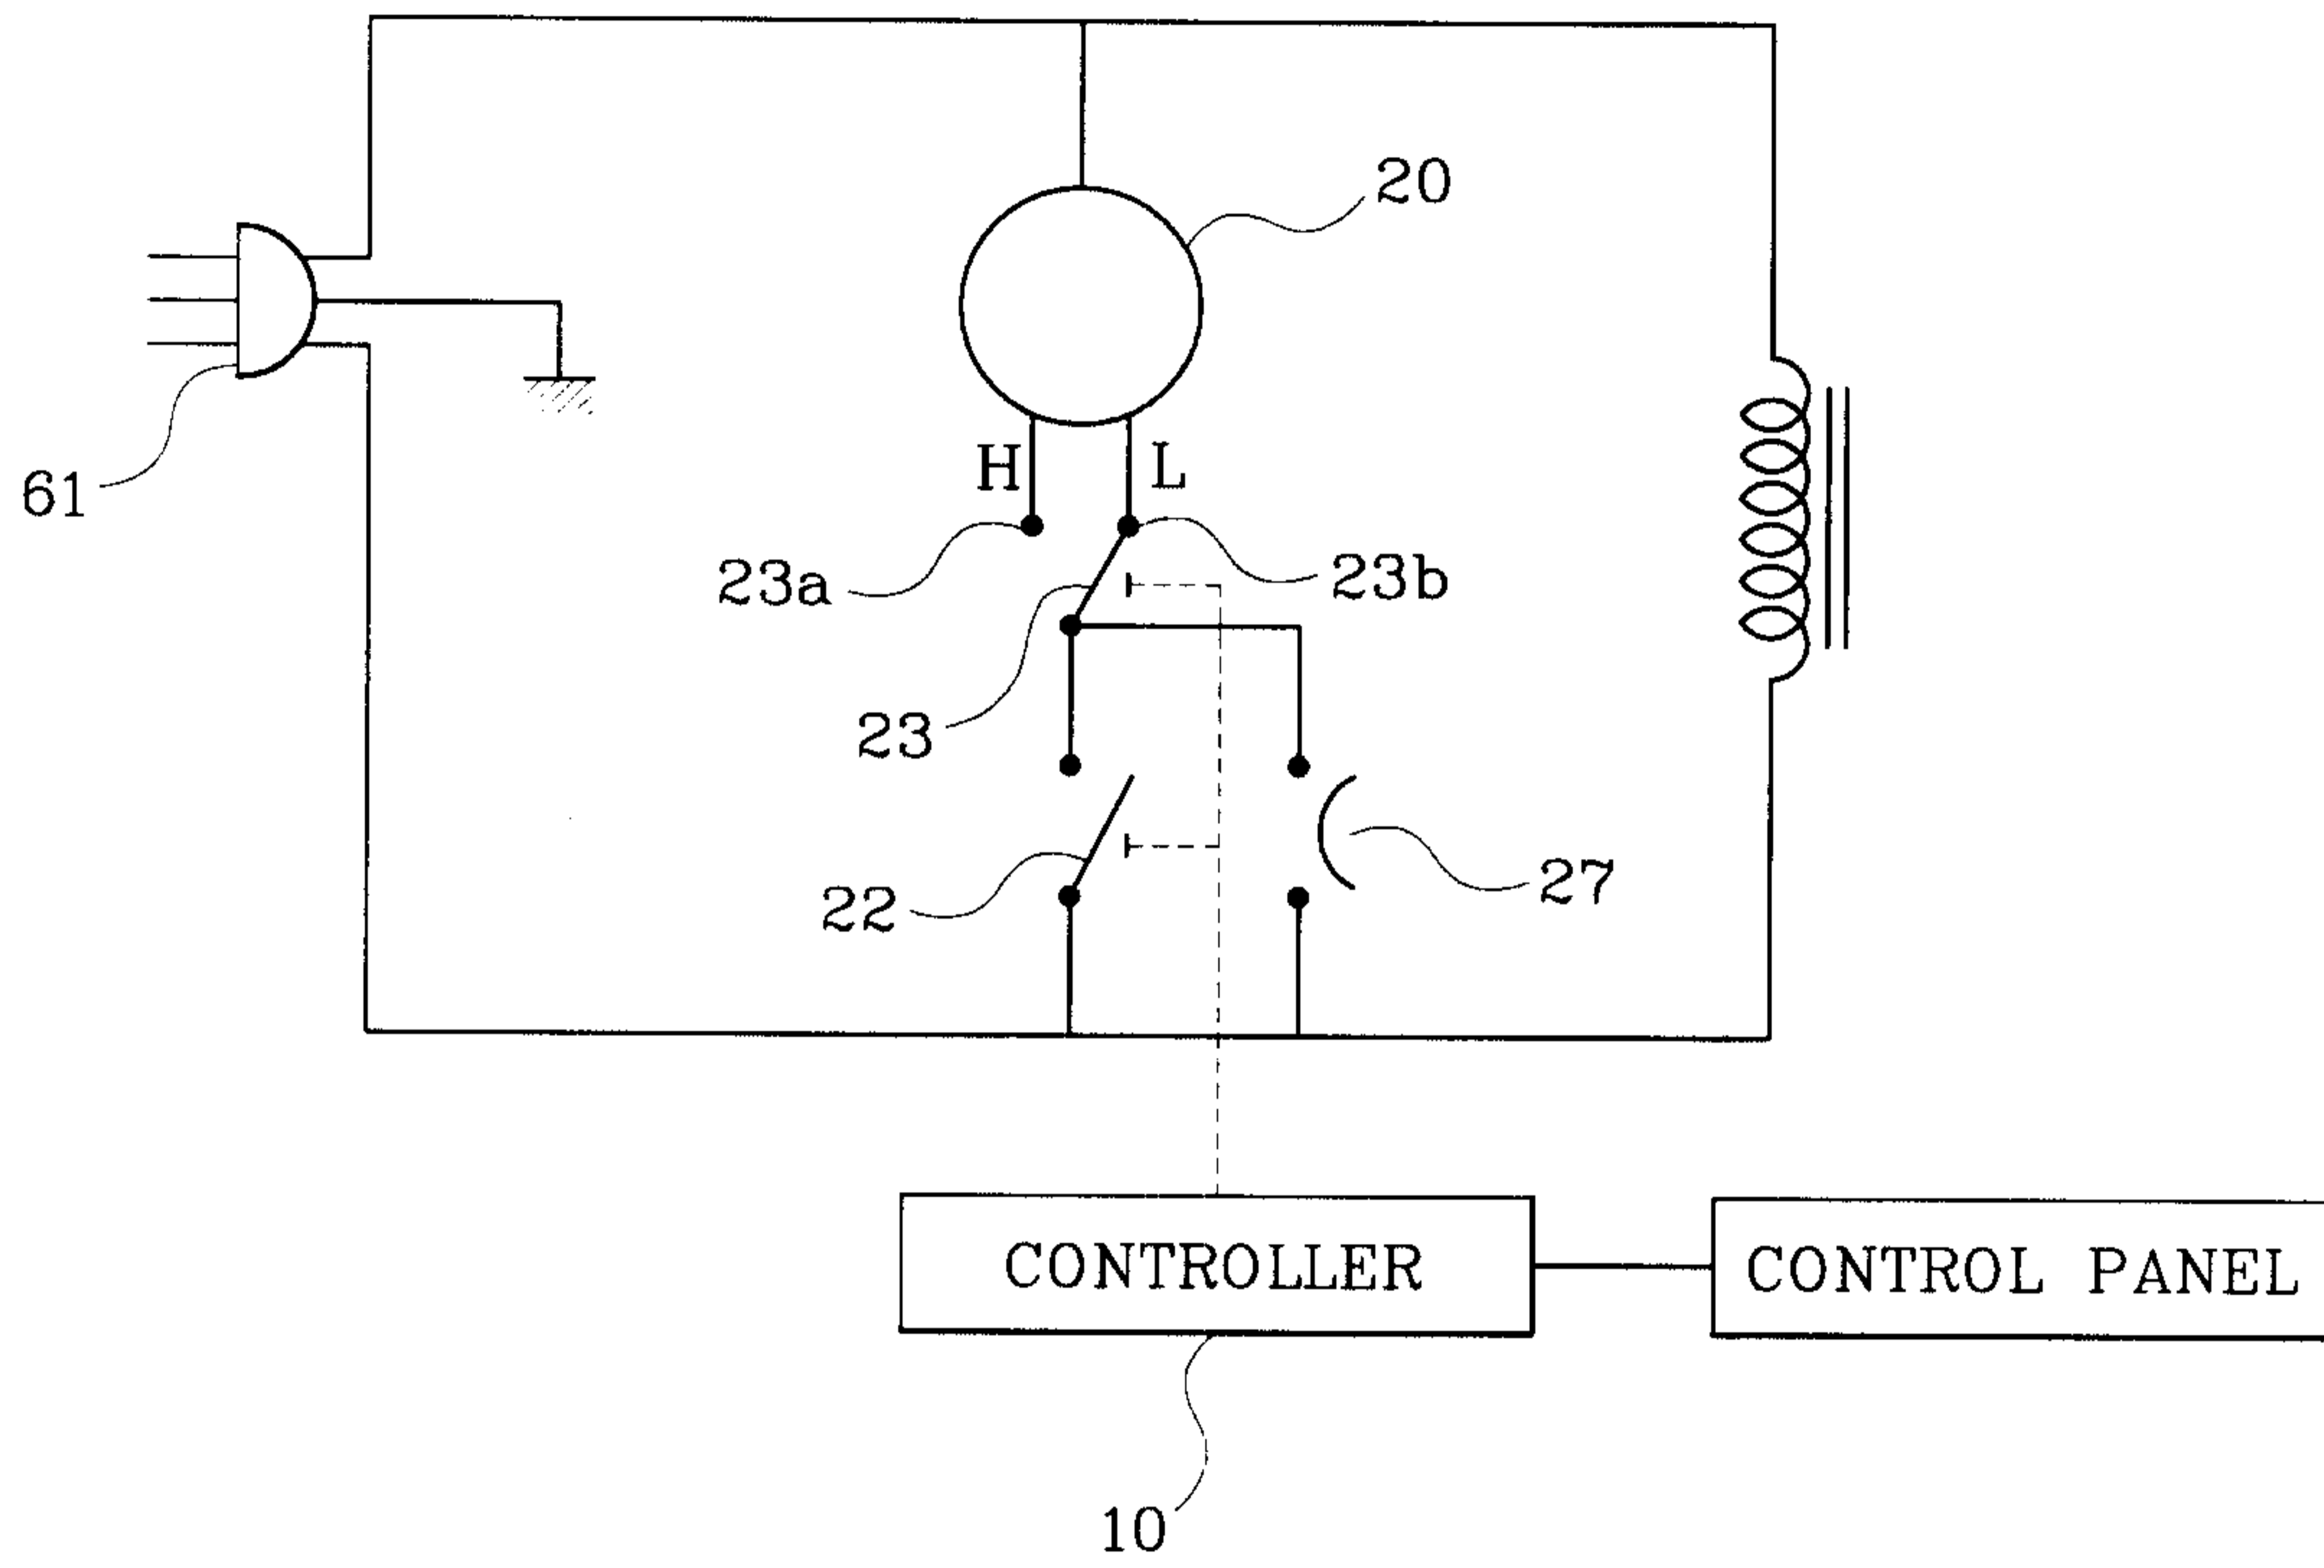 20
61
H L
23a
23b
23
22
27
CONTROLLER
CONTROL PANEL
10